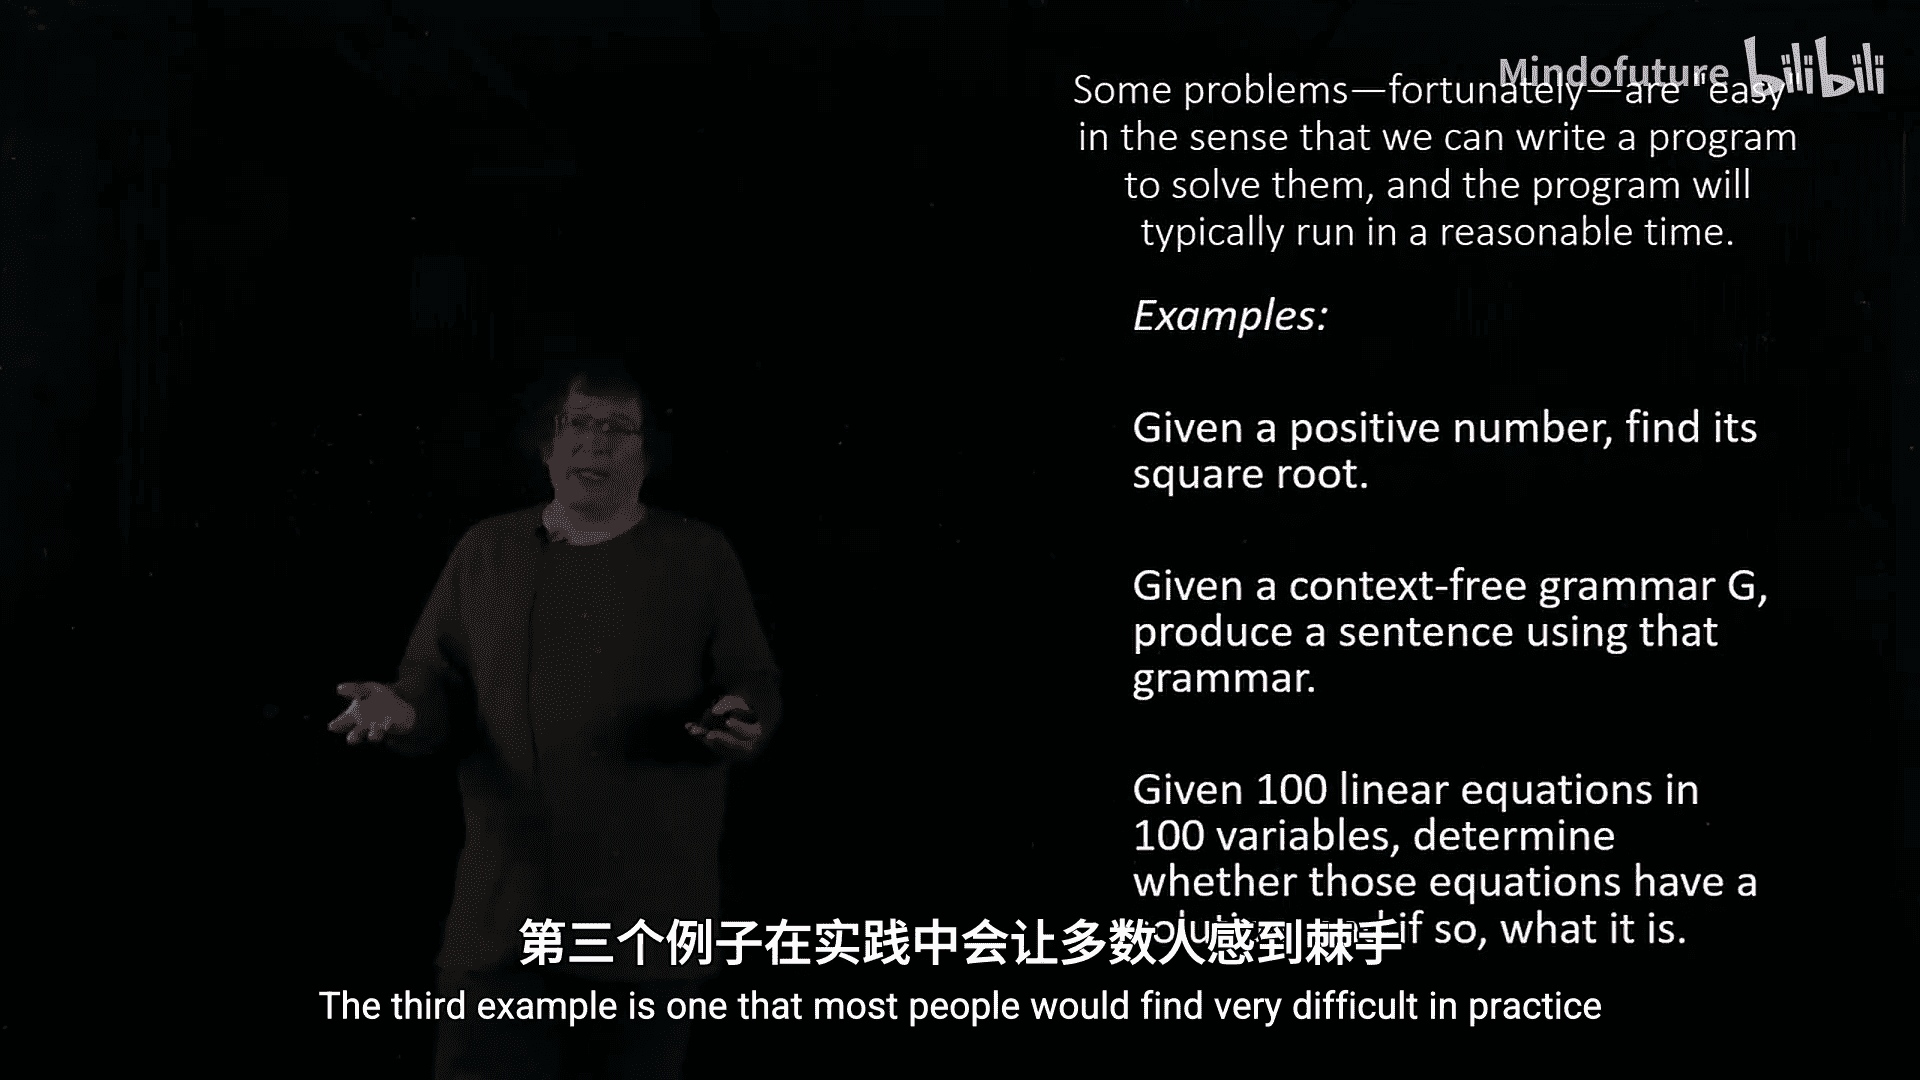 Mindofuture bilibili
Some problems—fortunately—are "easy"
in the sense that we can write a program
to solve them, and the program will
typically run in a reasonable time.
Examples:
Given a positive number, find its
square root.
Given a context-free grammar G,
produce a sentence using that
grammar.
Given 100 linear equations in
100 variables, determine
whether those equations have a
if so, what it is.
第三个例子在实践中会让多数人感到棘手
The third example is one that most people would find very difficult in practice